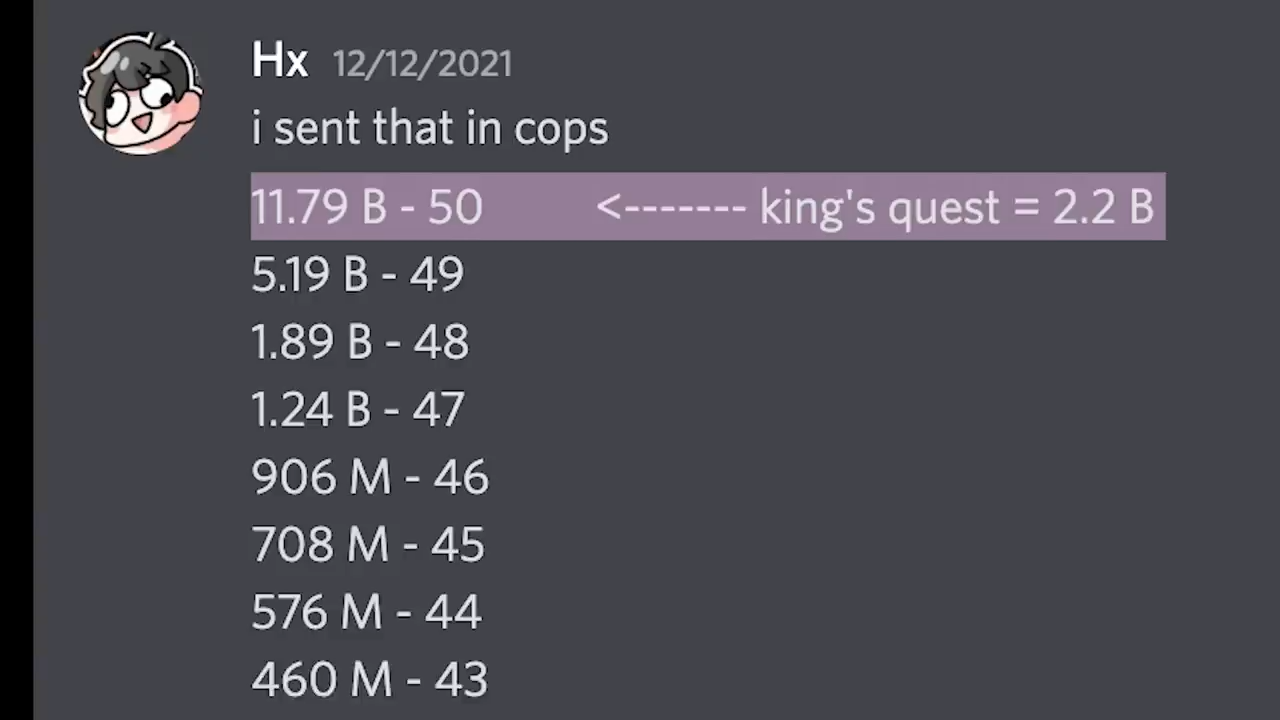 Hx 12/12/2021
i sent that in cops
11.79 B - 50 <------- king's quest = 2.2 B
5.19 B - 49
1.89 B - 48
1.24 B - 47
906 M - 46
708 M - 45
576 M - 44
460 M - 43